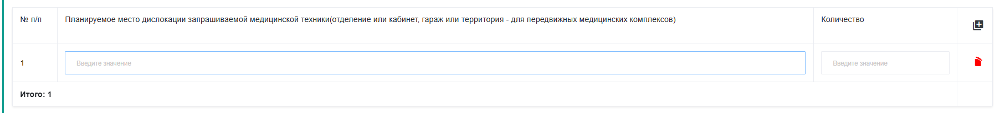 № п/п Планируемое место дислокации запрашиваемой медицинской техники(отделение или кабинет, гараж или территория - для передвижных медицинских комплексов) Количество
1 Введите значение Введите значение
Итого: 1